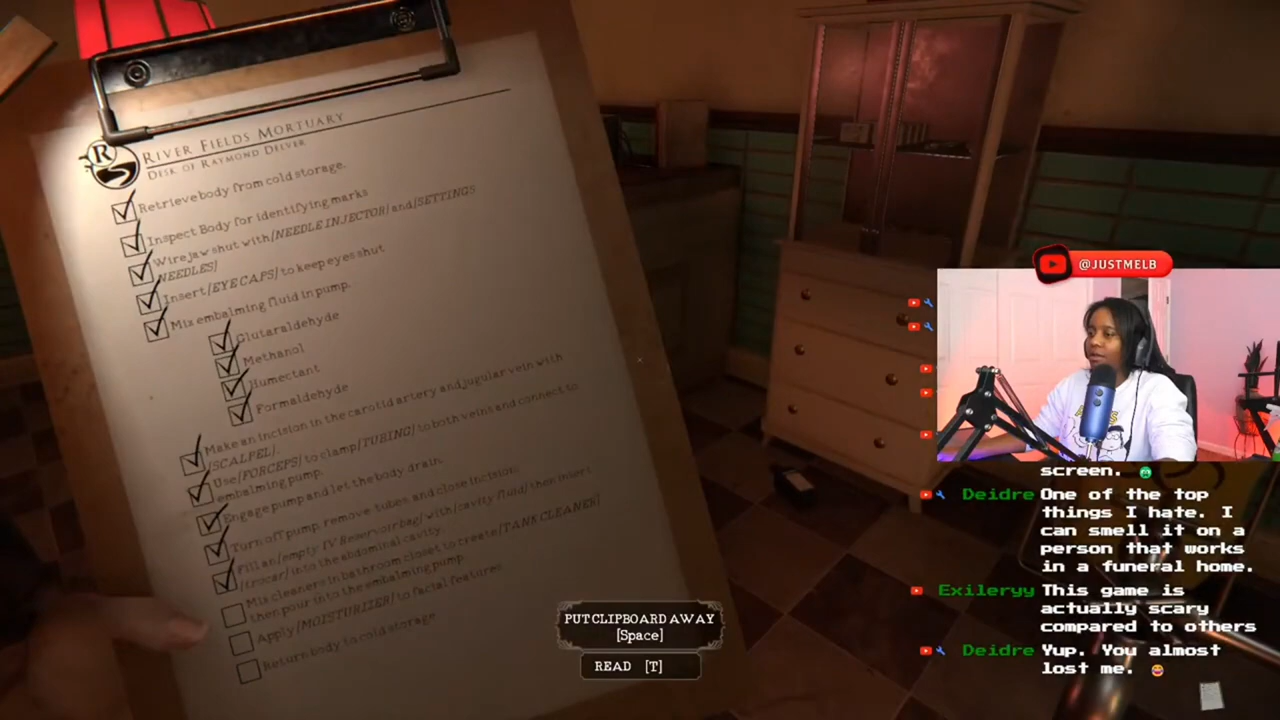 RIVER FIELDS MORTUARY
DISK OF RAYMOND DELVER
Retrieve body from cold storage.
Inspect Body for identifying marks
Wire jaw shut with [NEEDLE INJECTOR] and [SETTINGS
NEEDLES]
Insert [EYE CAPS] to keep eyes shut
Mix embalming fluid in pump.
Glutaraldehyde
Methanol
Humectant
Formaldehyde
Make an incision in the carotid artery and jugular vein with
[SCALPEL]
Use [FORCEPS] to clamp [TUBING] to both veins and connect to
embalming pump.
Engage pump and let the body drain.
Turn off pump, remove tubes, and close incision.
Fill an [empty IV Reservoir bag] with [cavity fluid] then insert
[trocar] into the abdominal cavity.
Mix cleaners in bathroom closet to create [TANK CLEANER]
then pour into the embalming pump
Apply [MOISTURIZER] to facial features
Return body to cold storage
PUT CLIPBOARD AWAY
[Space]
READ [T]
@JUSTMELB
screen.
Deidre One of the top
things I hate. I
can smell it on a
person that works
in a funeral home.
Exileryy This game is
actually scary
compared to others
Deidre Yup. You almost
lost me.